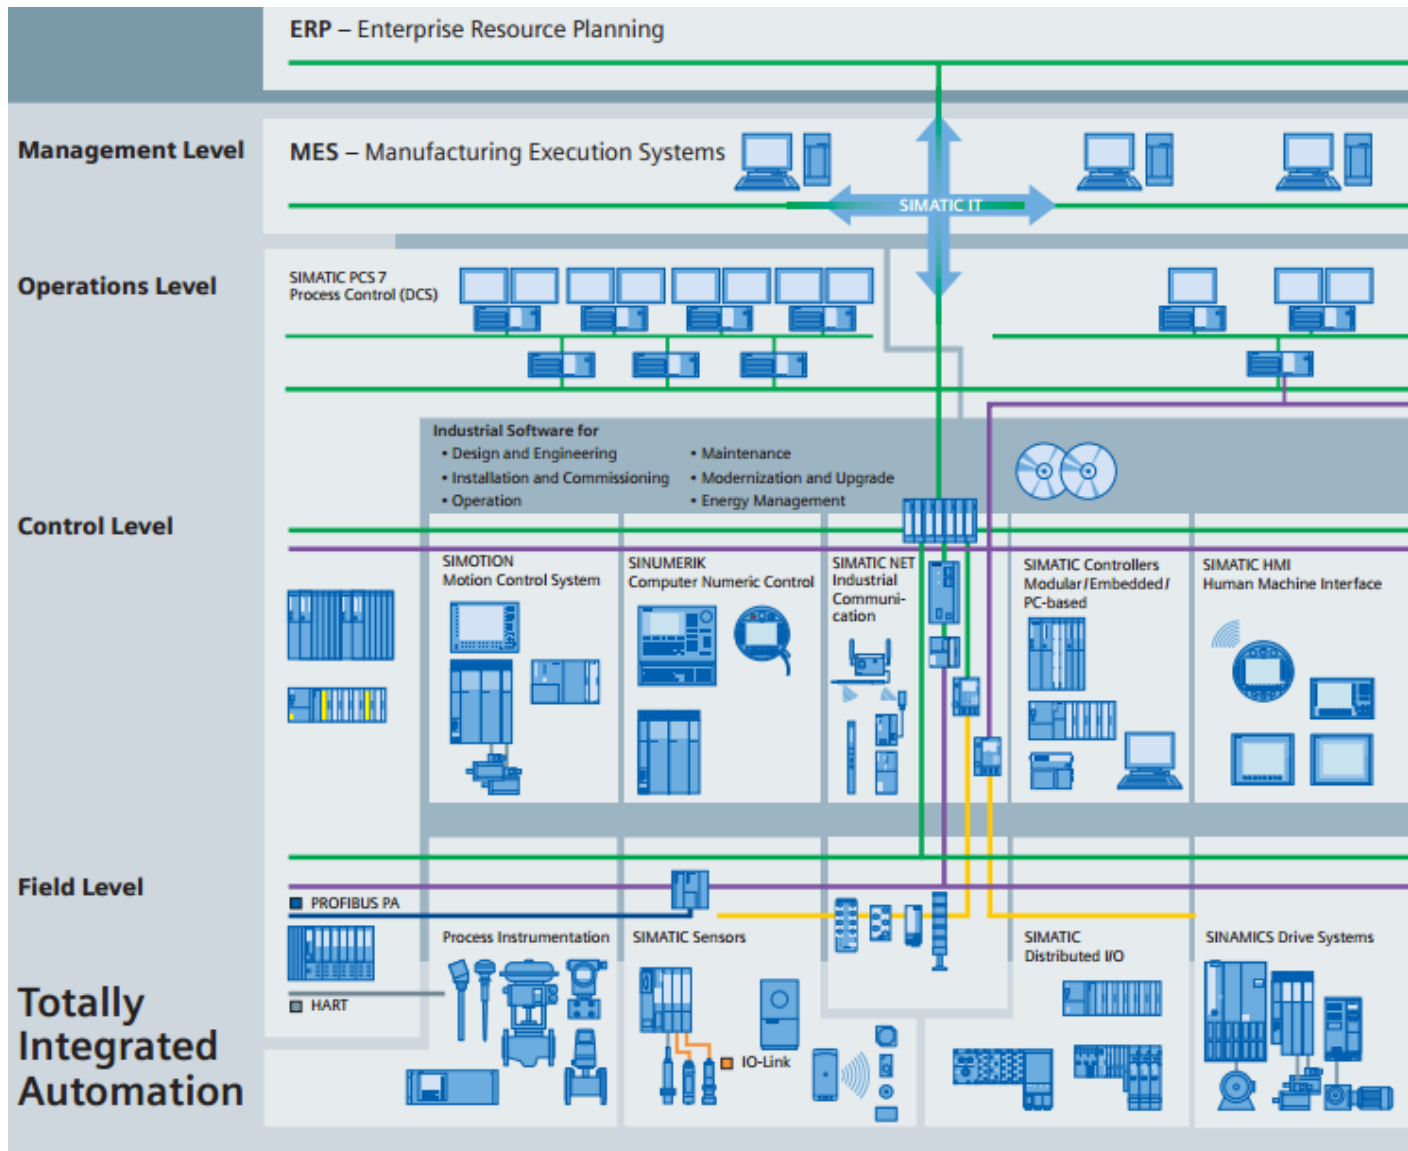 ERP – Enterprise Resource Planning
Management Level
MES – Manufacturing Execution Systems
SIMATIC IT
Operations Level
SIMATIC PCS 7
Process Control (DCS)
Industrial Software for
• Design and Engineering
• Installation and Commissioning
• Operation
• Maintenance
• Modernization and Upgrade
• Energy Management
Control Level
SIMOTION
Motion Control System
SINUMERIK
Computer Numeric Control
SIMATIC NET
Industrial
Communi-
cation
SIMATIC Controllers
Modular/Embedded/
PC-based
SIMATIC HMI
Human Machine Interface
Field Level
PROFIBUS PA
HART
Process Instrumentation
SIMATIC Sensors
IO-Link
SIMATIC
Distributed I/O
SINAMICS Drive Systems
Totally
Integrated
Automation